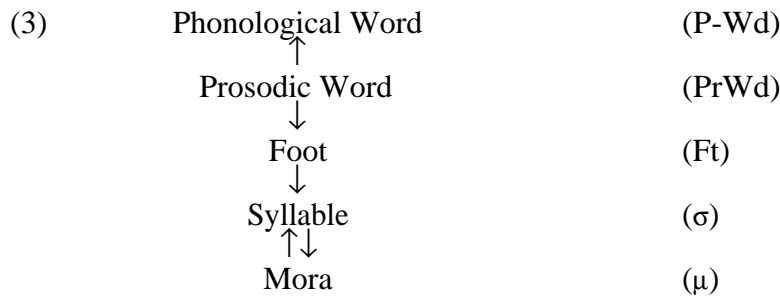 (3) Phonological Word (P-Wd)
↑
Prosodic Word (PrWd)
↓
Foot (Ft)
↓
Syllable (σ)
↑↓
Mora (μ)